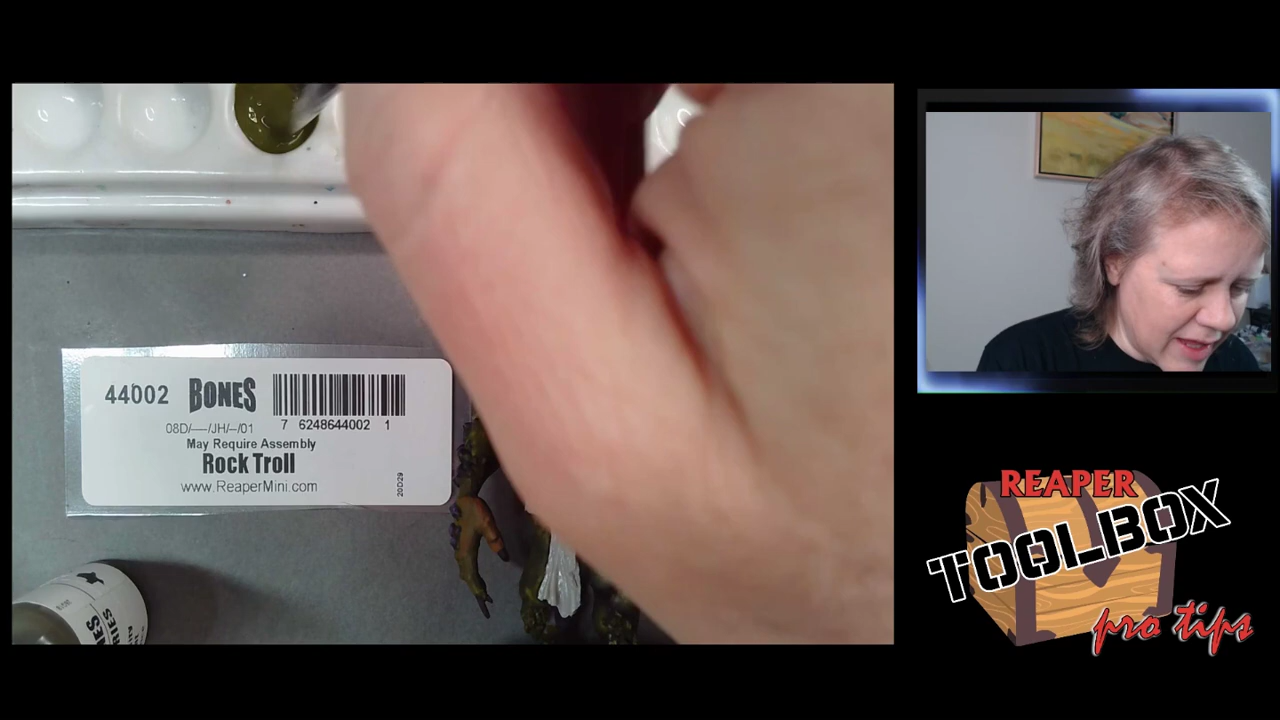 44002 BONES
08D/—/JH/–/01
7 6248644002 1
May Require Assembly
Rock Troll
www.ReaperMini.com
20D29
REAPER
TOOLBOX
pro tips